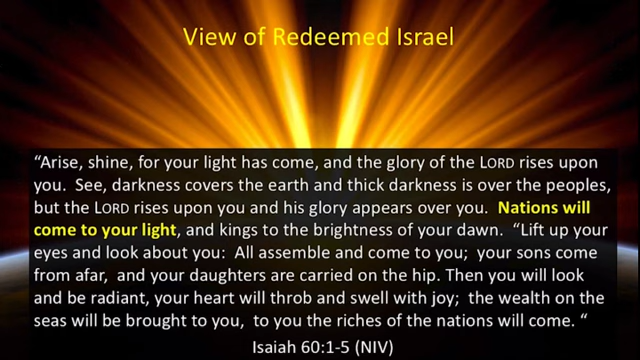 View of Redeemed Israel
“Arise, shine, for your light has come, and the glory of the LORD rises upon
you.  See, darkness covers the earth and thick darkness is over the peoples,
but the LORD rises upon you and his glory appears over you.  Nations will
come to your light, and kings to the brightness of your dawn.  “Lift up your
eyes and look about you:  All assemble and come to you;  your sons come
from afar,  and your daughters are carried on the hip. Then you will look
and be radiant, your heart will throb and swell with joy;  the wealth on the
seas will be brought to you,  to you the riches of the nations will come. “
Isaiah 60:1-5 (NIV)